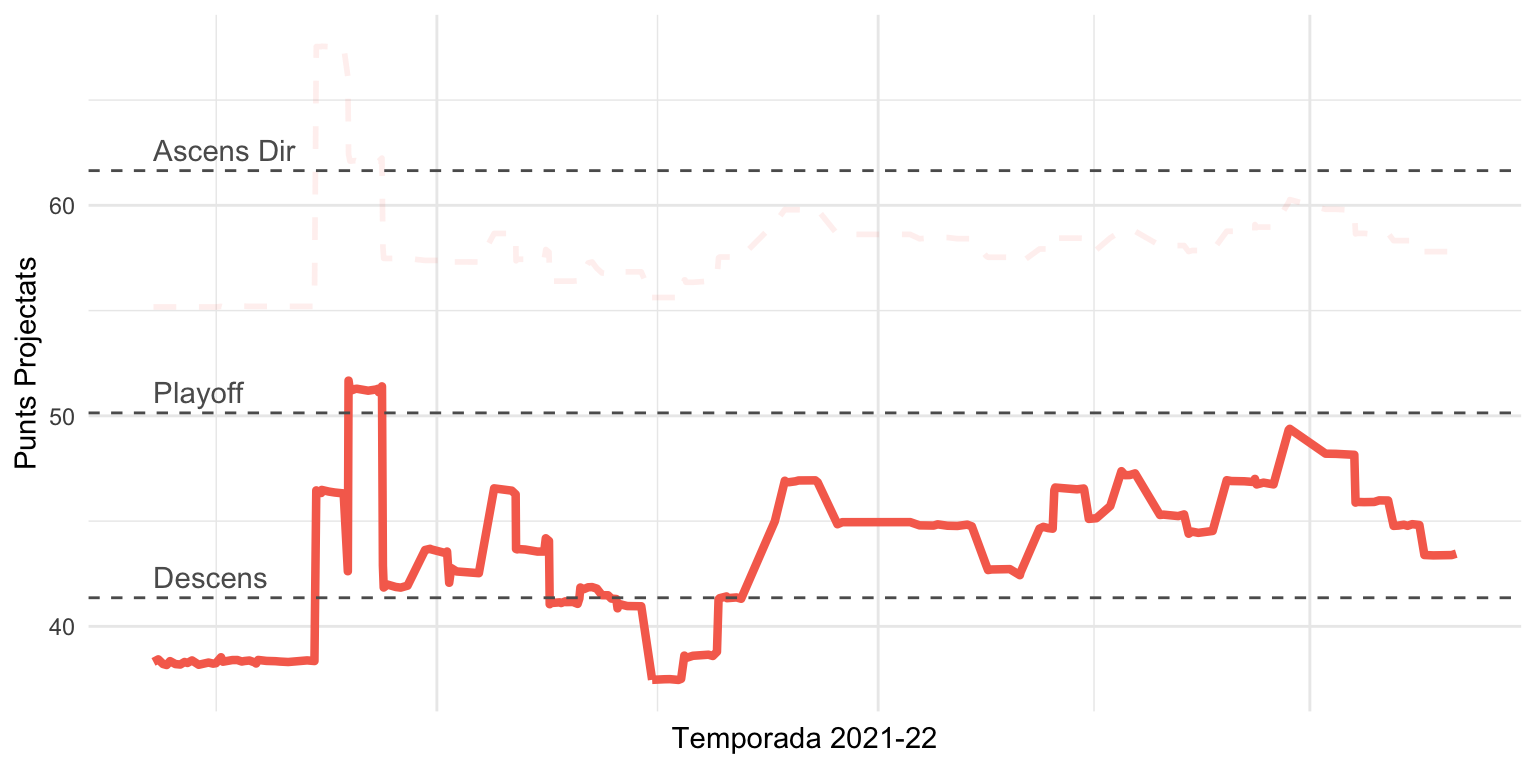 Ascens Dir
60
Playoff
50
Descens
40
Punts Projectats
Temporada 2021-22